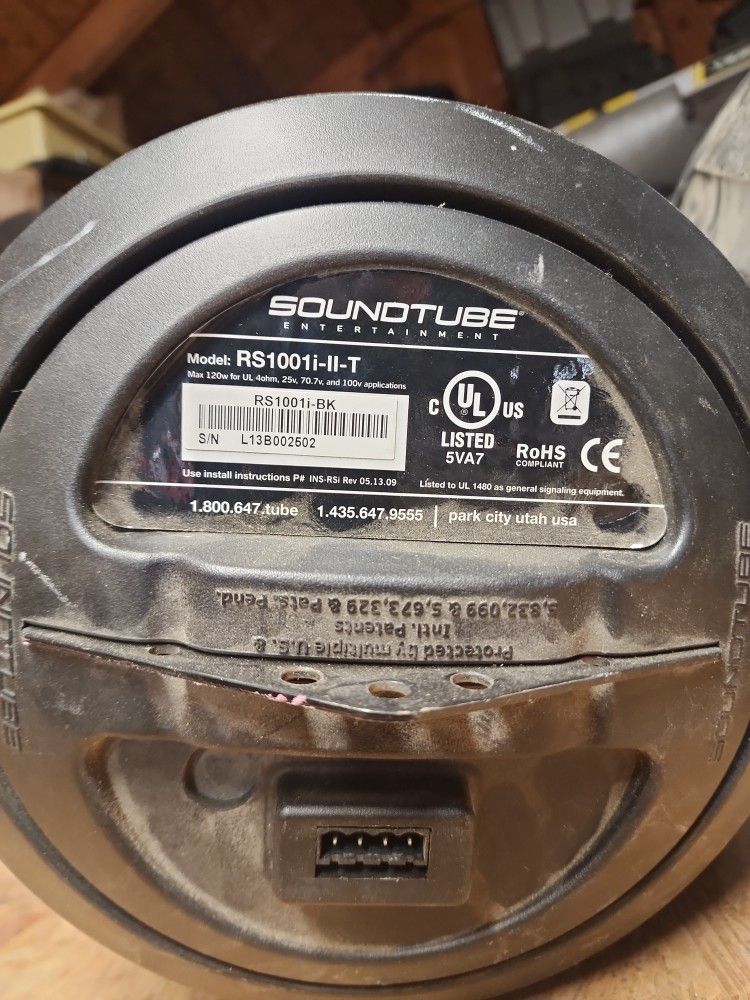 SOUNDTUBE®
ENTERTAINMENT
Model: RS1001i-II-T
Max 120w for UL 4ohm, 25v, 70.7v, and 100v applications
RS1001i-BK
S/N L13B002502
C UL US
LISTED
5VA7
RoHS
COMPLIANT
CE
Use install instructions P# INS-RSi Rev 05.13.09
Listed to UL 1480 as general signaling equipment.
1.800.647.tube 1.435.647.9555 | park city utah usa
Protected by multiple U.S. &
Intl. Patents
5,832,099 & 5,673,329 & Pats. Pend.
SOUNDTUBE
SOUNDTUBE